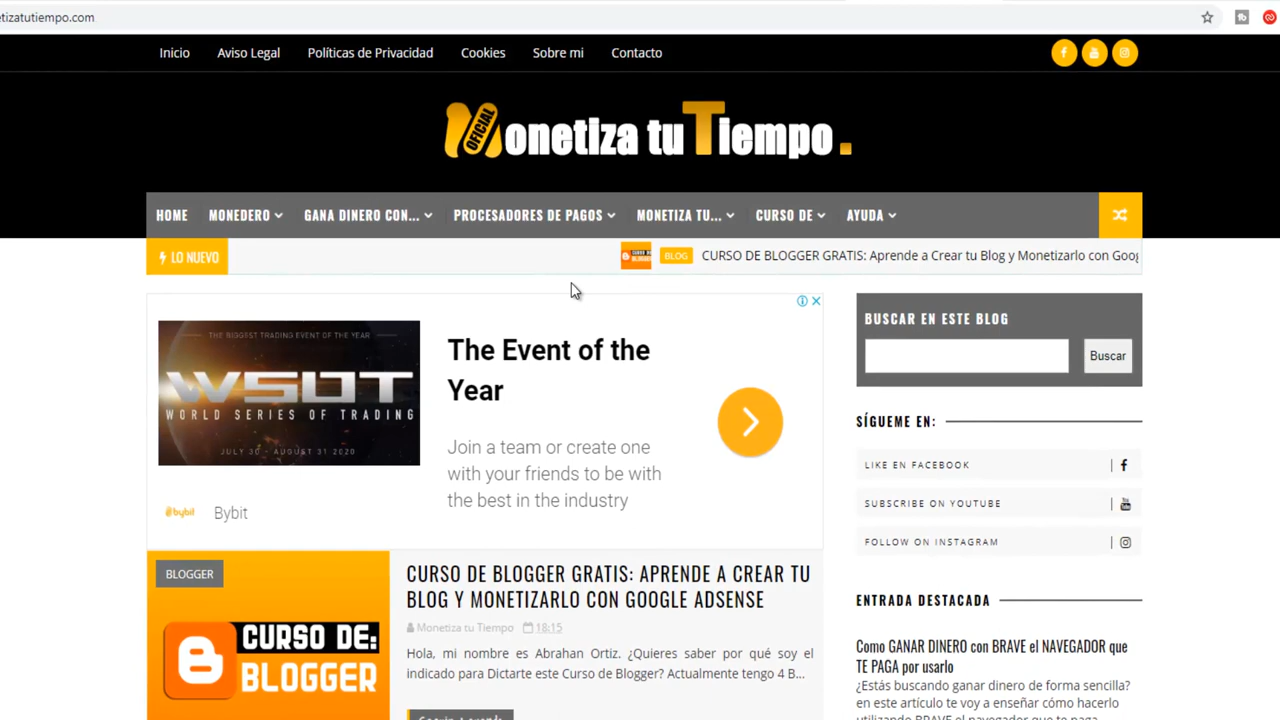 etizatutiempo.com
Inicio Aviso Legal Políticas de Privacidad Cookies Sobre mi Contacto
OFICIAL Monetiza tu Tiempo.
HOME MONEDERO GANA DINERO CON... PROCESADORES DE PAGOS MONETIZA TU... CURSO DE AYUDA
LO NUEVO BLOG CURSO DE BLOGGER GRATIS: Aprende a Crear tu Blog y Monetizarlo con Goog
THE BIGGEST TRADING EVENT OF THE YEAR
WSOT
WORLD SERIES OF TRADING
JULY 30 - AUGUST 31 2020
The Event of the
Year
Join a team or create one
with your friends to be with
the best in the industry
bybit Bybit
BUSCAR EN ESTE BLOG
Buscar
SÍGUEME EN:
LIKE EN FACEBOOK
SUBSCRIBE ON YOUTUBE
FOLLOW ON INSTAGRAM
BLOGGER
CURSO DE:
BLOGGER
CURSO DE BLOGGER GRATIS: APRENDE A CREAR TU
BLOG Y MONETIZARLO CON GOOGLE ADSENSE
Monetiza tu Tiempo 18:15
Hola, mi nombre es Abrahan Ortiz. ¿Quieres saber por qué soy el
indicado para Dictarte este Curso de Blogger? Actualmente tengo 4 B...
ENTRADA DESTACADA
Como GANAR DINERO con BRAVE el NAVEGADOR que
TE PAGA por usarlo
¿Estás buscando ganar dinero de forma sencilla?
en este artículo te voy a enseñar cómo hacerlo